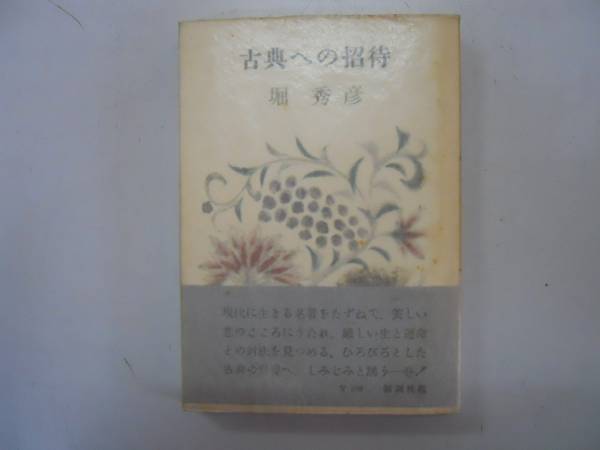 古典への招待
堀 秀彦
現代に生きる名著をたずねて、美しい
恋のこころにうたれ、厳しい生と運命
との対決を見つめる。ひろびろとした
古典の世界へ、しみじみと誘う一巻!
新潮社版